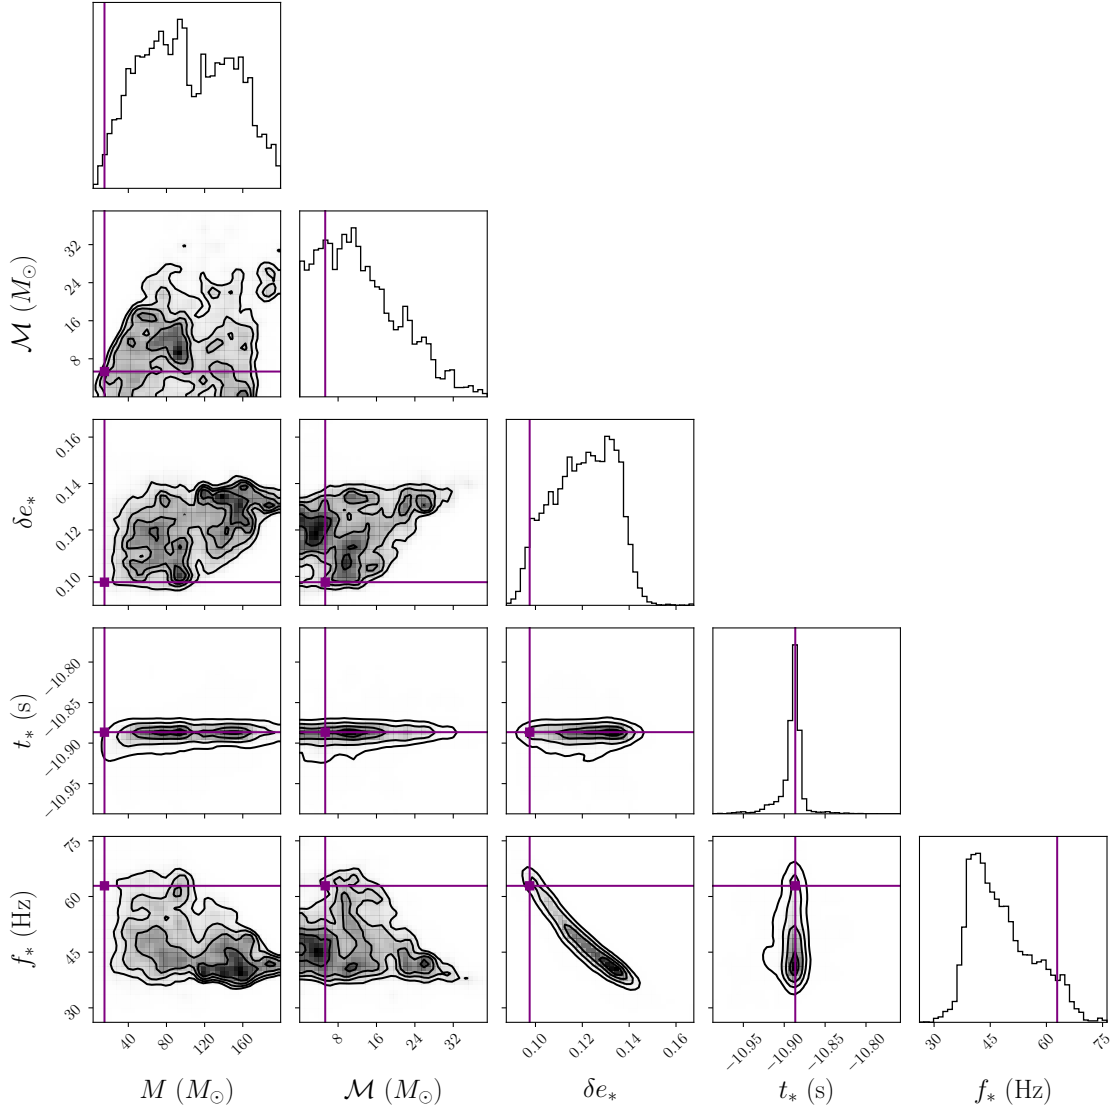 ℳ (M⊙)
32
24
16
8
δe*
0.16
0.14
0.12
0.10
t* (s)
−10.80
−10.85
−10.90
−10.95
f* (Hz)
75
60
45
30
40 80 120 160
8 16 24 32
0.10 0.12 0.14 0.16
−10.95 −10.90 −10.85 −10.80
30 45 60 75
M (M⊙)
ℳ (M⊙)
δe*
t* (s)
f* (Hz)